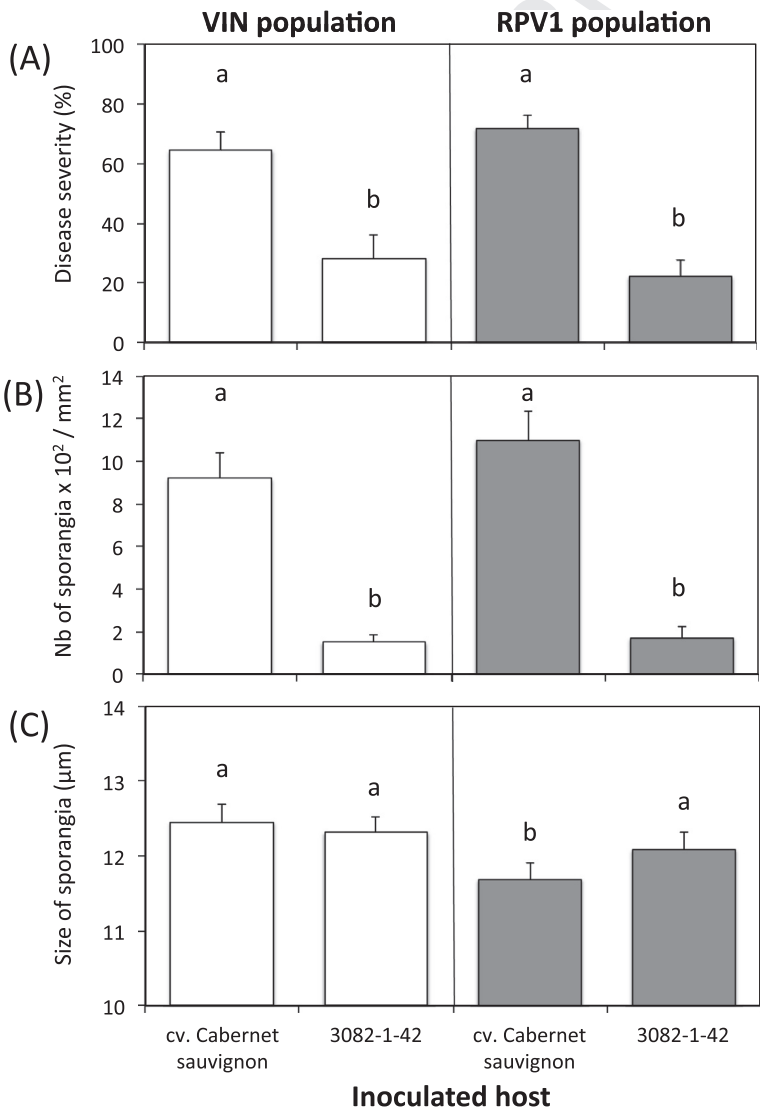 VIN population RPV1 population
(A)
Disease severity (%)
100
80
60
40
20
0
a
b
a
b
(B)
Nb of sporangia x 10² / mm²
14
12
10
8
6
4
2
0
a
b
a
b
(C)
Size of sporangia (µm)
14
13
12
11
10
a
a
b
a
cv. Cabernet
sauvignon
3082-1-42
cv. Cabernet
sauvignon
3082-1-42
Inoculated host